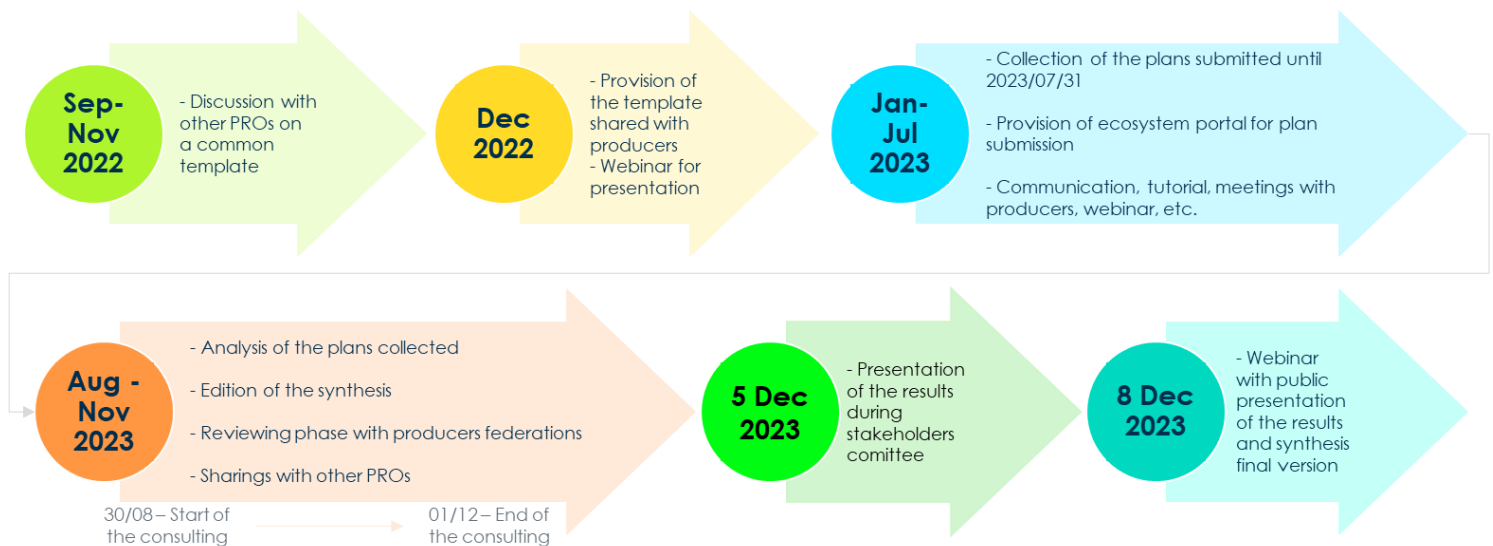 Sep-
Nov
2022
- Discussion with
other PROs on
a common
template
Dec
2022
- Provision of
the template
shared with
producers
- Webinar for
presentation
Jan-
Jul
2023
- Collection of the plans submitted until
2023/07/31
- Provision of ecosystem portal for plan
submission
- Communication, tutorial, meetings with
producers, webinar, etc.
Aug -
Nov
2023
- Analysis of the plans collected
- Edition of the synthesis
- Reviewing phase with producers federations
- Sharings with other PROs
30/08 – Start of
the consulting
01/12 – End of
the consulting
5 Dec
2023
- Presentation
of the results
during
stakeholders
comittee
8 Dec
2023
- Webinar
with public
presentation
of the results
and synthesis
final version